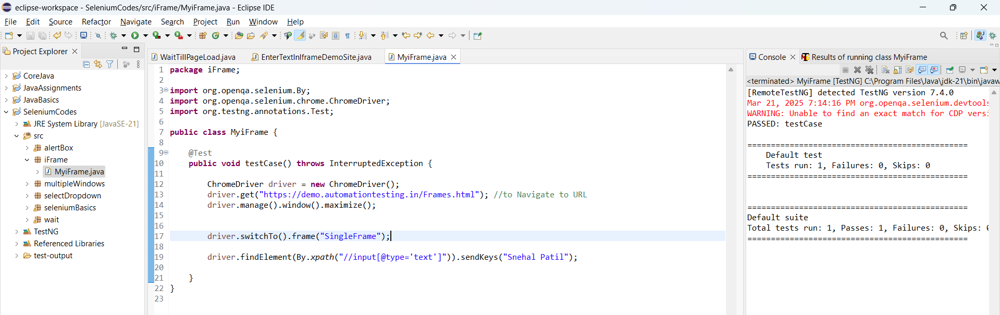 eclipse-workspace - SeleniumCodes/src/iFrame/MyiFrame.java - Eclipse IDE
File Edit Source Refactor Navigate Search Project Run Window Help
Project Explorer
CoreJava
JavaAssignments
JavaBasics
SeleniumCodes
JRE System Library [JavaSE-21]
src
alertBox
iFrame
MyiFrame.java
multipleWindows
selectDropdown
seleniumBasics
wait
TestNG
Referenced Libraries
test-output
WaitTillPageLoad.java EnterTextInIframeDemoSite.java MyiFrame.java
1 package iFrame;
2
3 import org.openqa.selenium.By;
4 import org.openqa.selenium.chrome.ChromeDriver;
5 import org.testng.annotations.Test;
6
7 public class MyiFrame {
8
9 @Test
10 public void testCase() throws InterruptedException {
11
12 ChromeDriver driver = new ChromeDriver();
13 driver.get("https://demo.automationtesting.in/Frames.html"); //to Navigate to URL
14 driver.manage().window().maximize();
15
16
17 driver.switchTo().frame("SingleFrame");
18
19 driver.findElement(By.xpath("//input[@type='text']")).sendKeys("Snehal Patil");
20
21 }
22 }
23
Console Results of running class MyiFrame
<terminated> MyiFrame [TestNG] C:\Program Files\Java\jdk-21\bin\javaw
[RemoteTestNG] detected TestNG version 7.4.0
Mar 21, 2025 7:14:16 PM org.openqa.selenium.devtools
WARNING: Unable to find an exact match for CDP versi
PASSED: testCase
===============================================
Default test
Tests run: 1, Failures: 0, Skips: 0
===============================================
===============================================
Default suite
Total tests run: 1, Passes: 1, Failures: 0, Skips: 0
===============================================